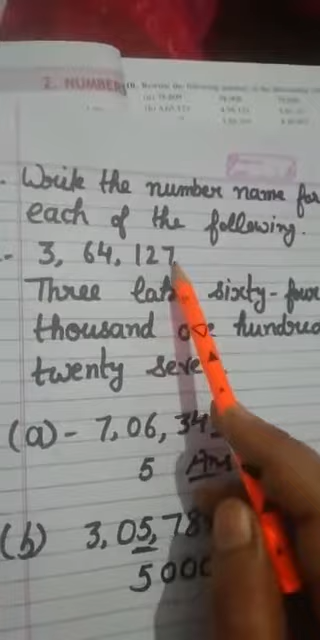 2. NUMBER
Write the number name for
each of the following.
3, 64, 127
Three lakh sixty-four
thousand one hundred
twenty seven
(a) - 7,06,34
5 Ans
(b) 3,05,78
5000